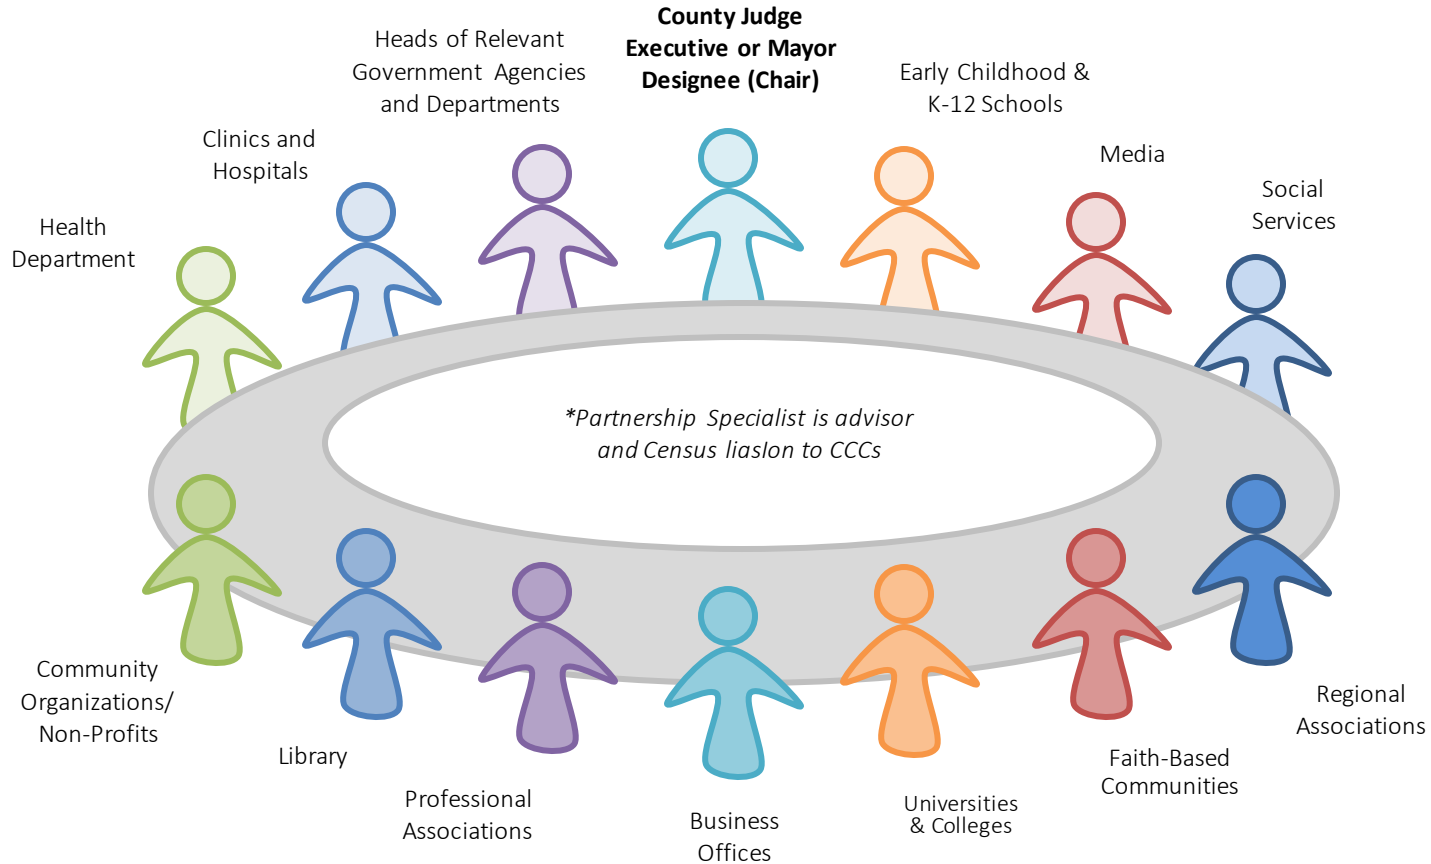 County Judge
Executive or Mayor
Designee (Chair)
Heads of Relevant
Government Agencies
and Departments
Early Childhood &
K-12 Schools
Clinics and
Hospitals
Media
Social
Services
Health
Department
*Partnership Specialist is advisor
and Census liasIon to CCCs
Community
Organizations/
Non-Profits
Library
Professional
Associations
Business
Offices
Universities
& Colleges
Faith-Based
Communities
Regional
Associations